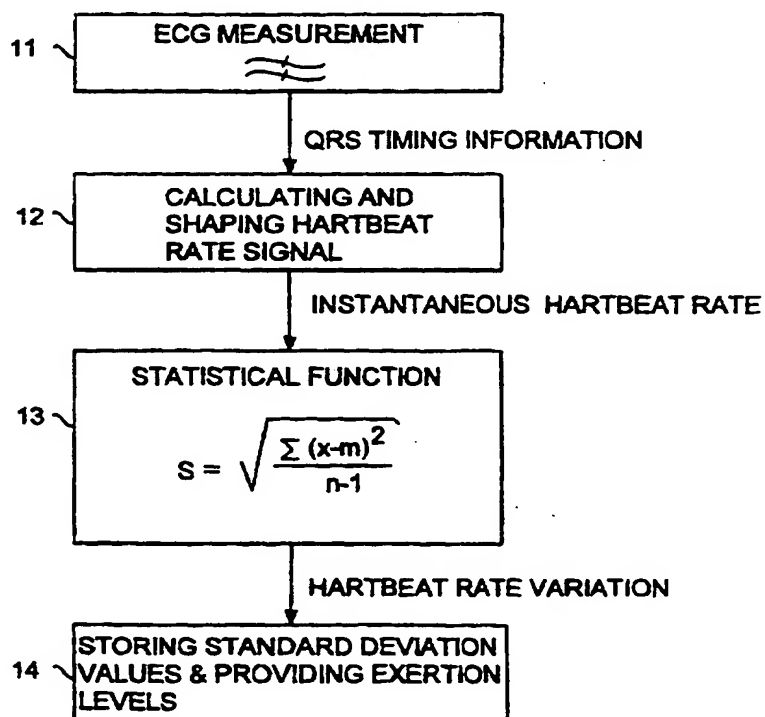 11
ECG MEASUREMENT
QRS TIMING INFORMATION
12
CALCULATING AND
SHAPING HARTBEAT
RATE SIGNAL
INSTANTANEOUS HARTBEAT RATE
13
STATISTICAL FUNCTION
S = √(Σ (x-m)² / n-1)
HARTBEAT RATE VARIATION
14
STORING STANDARD DEVIATION
VALUES & PROVIDING EXERTION
LEVELS